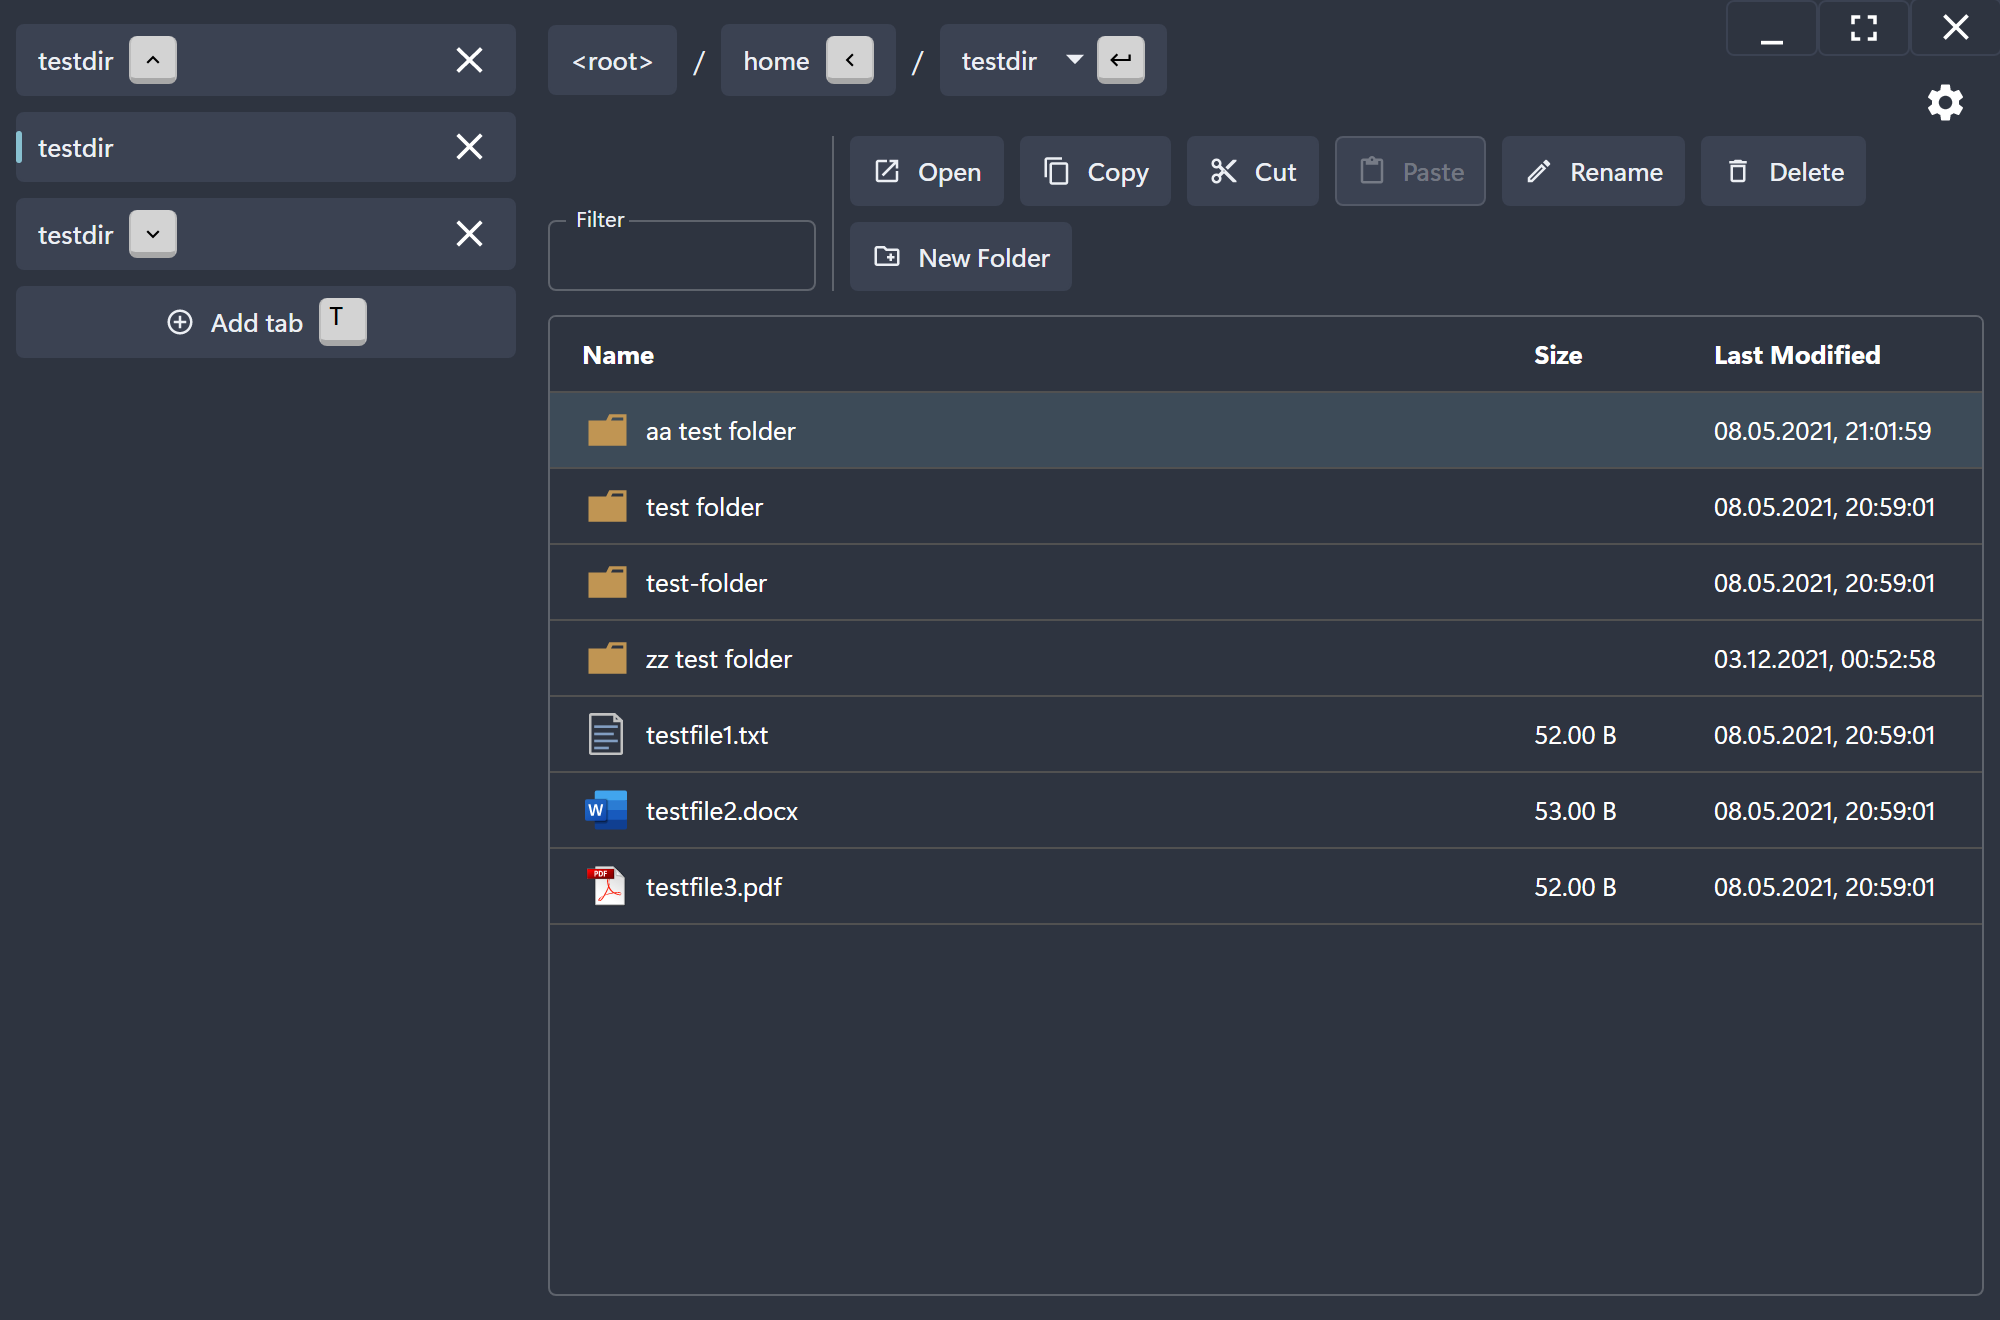 testdir
testdir
testdir
Add tab T
<root> / home / testdir
Filter
Open Copy Cut Paste Rename Delete
New Folder
Name Size Last Modified
aa test folder 08.05.2021, 21:01:59
test folder 08.05.2021, 20:59:01
test-folder 08.05.2021, 20:59:01
zz test folder 03.12.2021, 00:52:58
testfile1.txt 52.00 B 08.05.2021, 20:59:01
W testfile2.docx 53.00 B 08.05.2021, 20:59:01
PDF testfile3.pdf 52.00 B 08.05.2021, 20:59:01